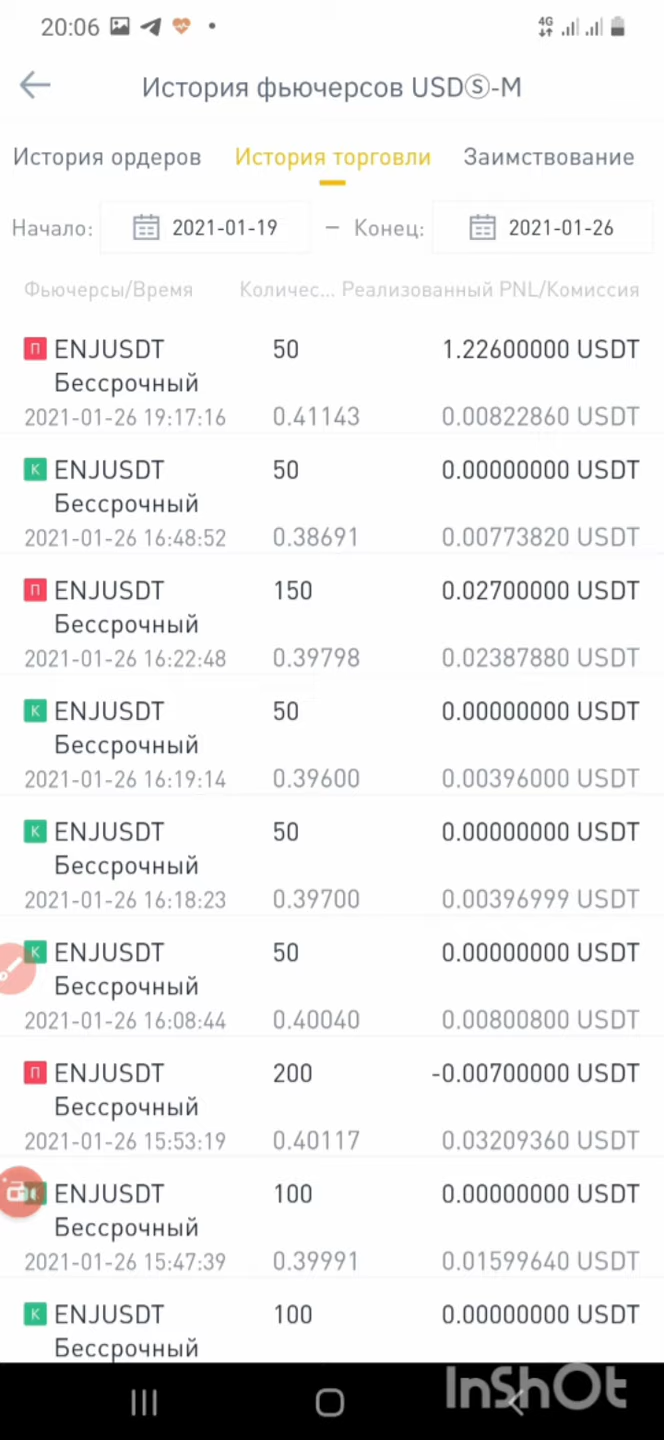 20:06
4G
История фьючерсов USDⓈ-M
История ордеров История торговли Заимствование
Начало: 2021-01-19 – Конец: 2021-01-26
Фьючерсы/Время Количес... Реализованный PNL/Комиссия
П ENJUSDT 50 1.22600000 USDT
Бессрочный
2021-01-26 19:17:16 0.41143 0.00822860 USDT
К ENJUSDT 50 0.00000000 USDT
Бессрочный
2021-01-26 16:48:52 0.38691 0.00773820 USDT
П ENJUSDT 150 0.02700000 USDT
Бессрочный
2021-01-26 16:22:48 0.39798 0.02387880 USDT
К ENJUSDT 50 0.00000000 USDT
Бессрочный
2021-01-26 16:19:14 0.39600 0.00396000 USDT
К ENJUSDT 50 0.00000000 USDT
Бессрочный
2021-01-26 16:18:23 0.39700 0.00396999 USDT
К ENJUSDT 50 0.00000000 USDT
Бессрочный
2021-01-26 16:08:44 0.40040 0.00800800 USDT
П ENJUSDT 200 -0.00700000 USDT
Бессрочный
2021-01-26 15:53:19 0.40117 0.03209360 USDT
ENJUSDT 100 0.00000000 USDT
Бессрочный
2021-01-26 15:47:39 0.39991 0.01599640 USDT
К ENJUSDT 100 0.00000000 USDT
Бессрочный
InShOt